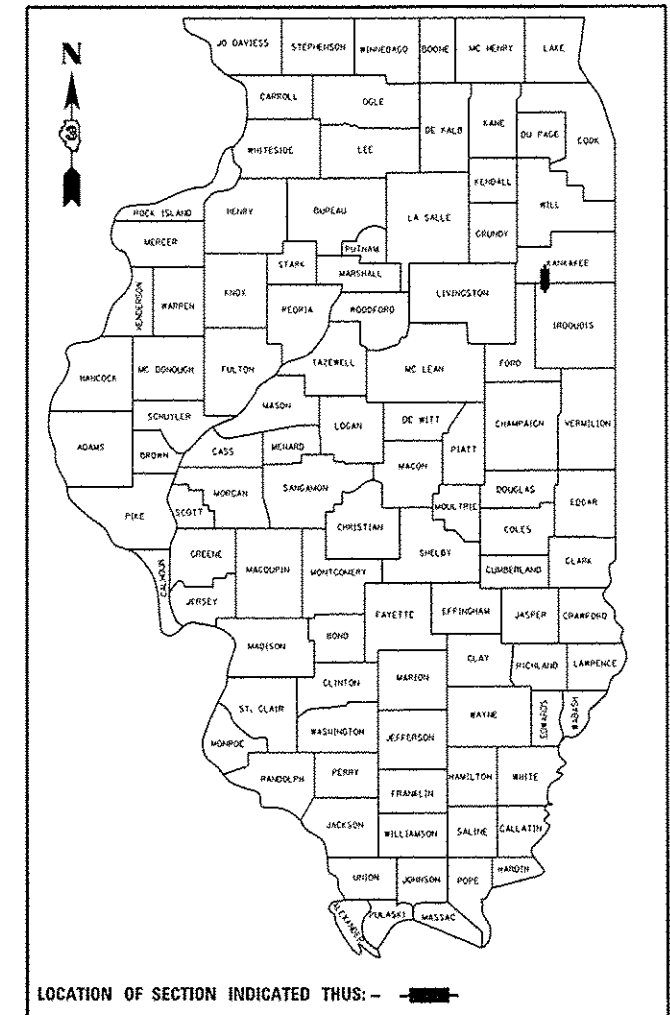 JO DAVIESS STEPHENSON WINNEBAGO BOONE MC HENRY LAKE
N
CARROLL OGLE DE KALB KANE DU PAGE COOK
WHITESIDE LEE
KENDALL WILL
ROCK ISLAND HENRY BUREAU LA SALLE GRUNDY
MERCER PUTNAM
STARK MARSHALL KANKAKEE
HENDERSON WARREN KNOX PEORIA WOODFORD LIVINGSTON IROQUOIS
HANCOCK MC DONOUGH FULTON TAZEWELL MC LEAN FORD
MASON
SCHUYLER LOGAN DE WITT CHAMPAIGN VERMILION
ADAMS BROWN CASS MENARD MACON PIATT
MORGAN SANGAMON DOUGLAS EDGAR
PIKE SCOTT CHRISTIAN MOULTRIE COLES
GREENE MACOUPIN MONTGOMERY SHELBY CUMBERLAND CLARK
CALHOUN JERSEY FAYETTE EFFINGHAM JASPER CRAWFORD
MADISON BOND
CLAY RICHLAND LAWRENCE
CLINTON MARION
ST. CLAIR WAYNE EDWARDS WABASH
WASHINGTON JEFFERSON
MONROE
RANDOLPH PERRY HAMILTON WHITE
FRANKLIN
JACKSON WILLIAMSON SALINE GALLATIN
UNION JOHNSON POPE HARDIN
ALEXANDER PULASKI MASSAC
LOCATION OF SECTION INDICATED THUS: -